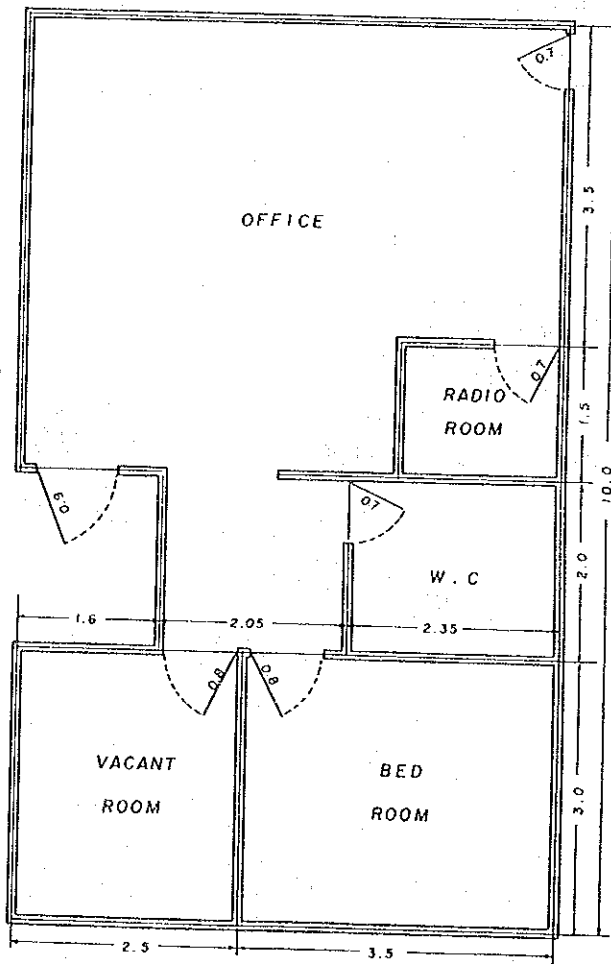 0.7
3.5
OFFICE
0.7
RADIO
ROOM
1.5
10.0
0.9
0.7
W.C
2.0
1.6
2.05
2.35
0.8
0.8
VACANT
ROOM
BED
ROOM
3.0
2.5
3.5